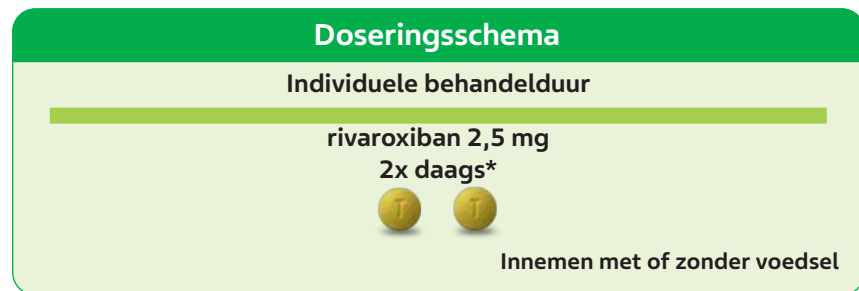 Doseringsschema
Individuele behandelduur
rivaroxiban 2,5 mg
2x daags*
T T
Innemen met of zonder voedsel